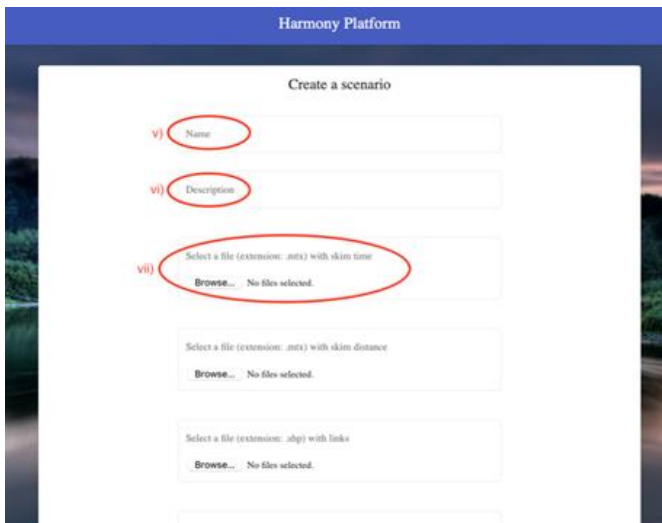 Harmony Platform
Create a scenario
v) Name
vi) Description
Select a file (extension: .mtx) with skim time
vii)
Browse... No files selected.
Select a file (extension: .mtx) with skim distance
Browse... No files selected.
Select a file (extension: .shp) with links
Browse... No files selected.